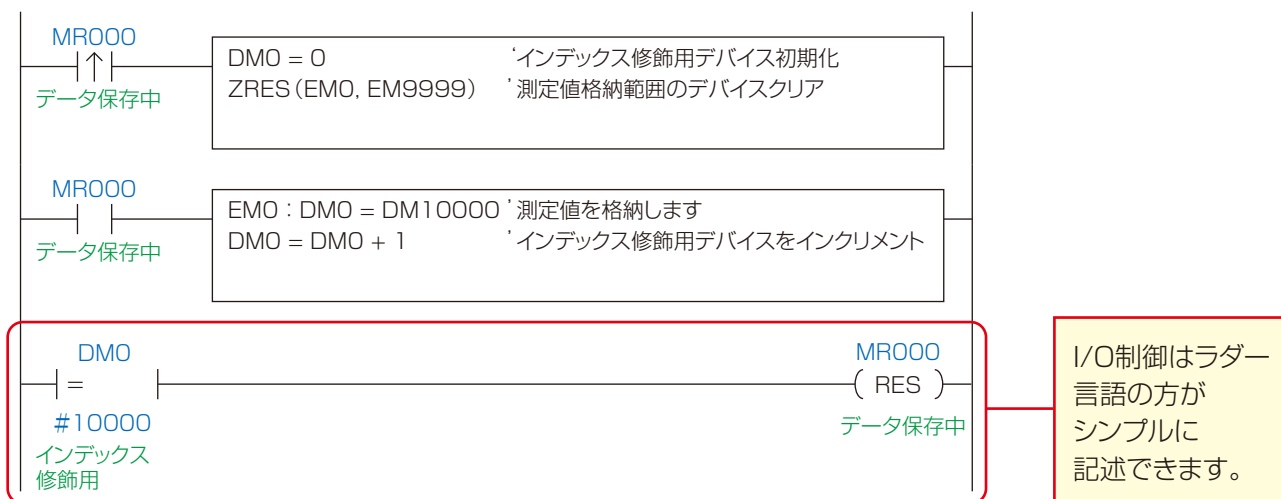 MR000
データ保存中
DM0 = 0 ‘インデックス修飾用デバイス初期化
ZRES(EM0, EM9999) ’測定値格納範囲のデバイスクリア
MR000
データ保存中
EM0:DM0 = DM10000 ’測定値を格納します
DM0 = DM0 + 1 ’インデックス修飾用デバイスをインクリメント
DM0
=
#10000
インデックス
修飾用
MR000
RES
データ保存中
I/O制御はラダー
言語の方が
シンプルに
記述できます。